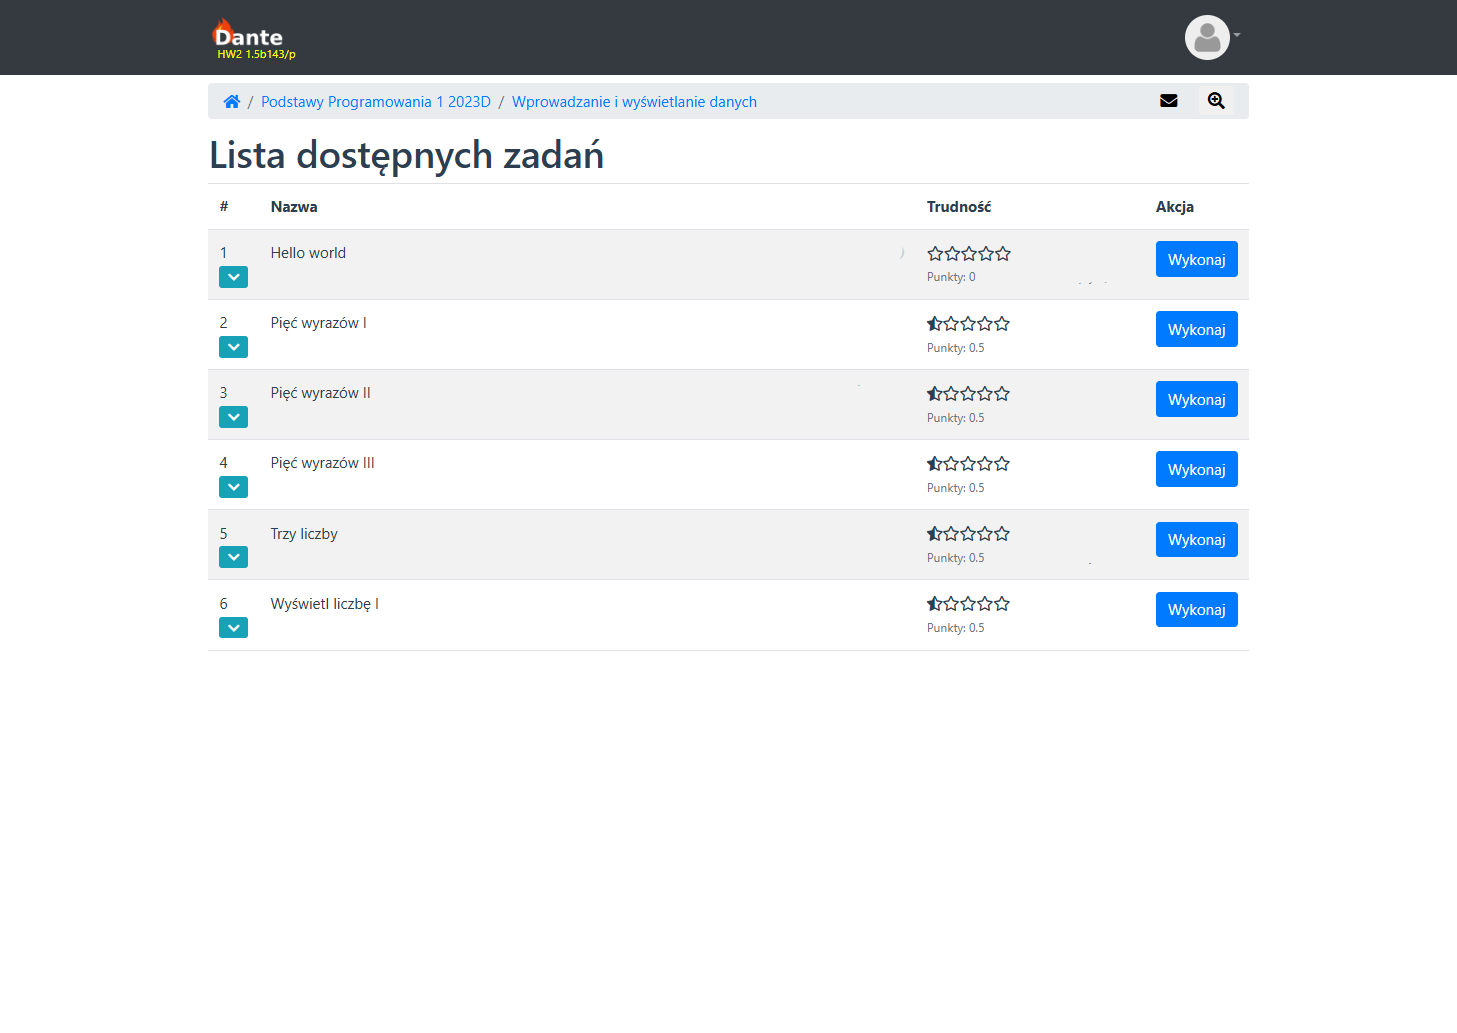 Dante
HW2 1.5b143/p
/ Podstawy Programowania 1 2023D / Wprowadzanie i wyświetlanie danych
Lista dostępnych zadań
# Nazwa Trudność Akcja
1 Hello world Wykonaj
Punkty: 0
2 Pięć wyrazów I Wykonaj
Punkty: 0.5
3 Pięć wyrazów II Wykonaj
Punkty: 0.5
4 Pięć wyrazów III Wykonaj
Punkty: 0.5
5 Trzy liczby Wykonaj
Punkty: 0.5
6 Wyświetl liczbę I Wykonaj
Punkty: 0.5